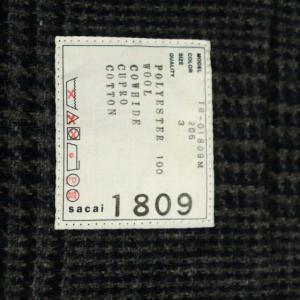 MODEL 18-01809M
COLOR 206
SIZE 3
QUALITY
POLYESTER 100
WOOL
COWHIDE
CUPRO
COTTON
sacai 1809